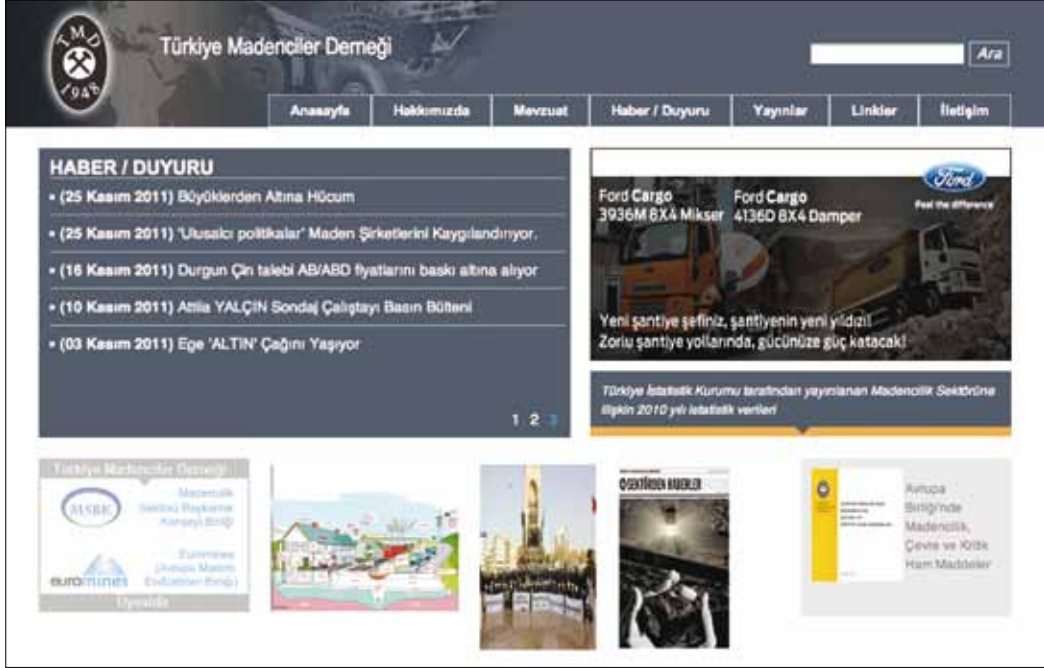 TMD
1948
Türkiye Madenciler Derneği
Ara
Anasayfa
Hakkımızda
Mevzuat
Haber / Duyuru
Yayınlar
Linkler
İletişim
HABER / DUYURU
• (25 Kasım 2011) Büyüklerden Altına Hücum
• (25 Kasım 2011) 'Ulusalcı politikalar' Maden Şirketlerini Kaygılandırıyor.
• (16 Kasım 2011) Durgun Çin talebi AB/ABD fiyatlarını baskı altına alıyor
• (10 Kasım 2011) Attila YALÇIN Sondaj Çalıştayı Basın Bülteni
• (03 Kasım 2011) Ege 'ALTIN' Çağını Yaşıyor
1 2 3
Ford
Feel the difference
Ford Cargo
3936M 8X4 Mikser
Ford Cargo
4136D 8X4 Damper
Yeni şantiye şefiniz, şantiyenin yeni yıldızı!
Zorlu şantiye yollarında, gücünüze güç katacak!
Türkiye İstatistik Kurumu tarafından yayınlanan Madencilik Sektörüne
ilişkin 2010 yılı istatistik verileri
Türkiye Madenciler Derneği
MSBK
Madencilik
Sektörü Başkanlar
Konseyi Birliği
euromines
Euromines
(Avrupa Maden
Endüstrileri Birliği)
Üyesidir
SEKTÖRDEN HABERLER
Avrupa
Birliği'nde
Madencilik,
Çevre ve Kritik
Ham Maddeler